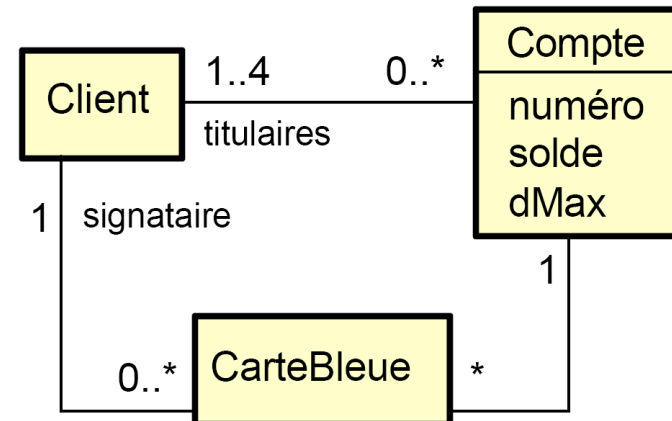 Compte
Client
1..4
0..*
numéro
titulaires
solde
dMax
1
signataire
1
0..*
CarteBleue
*